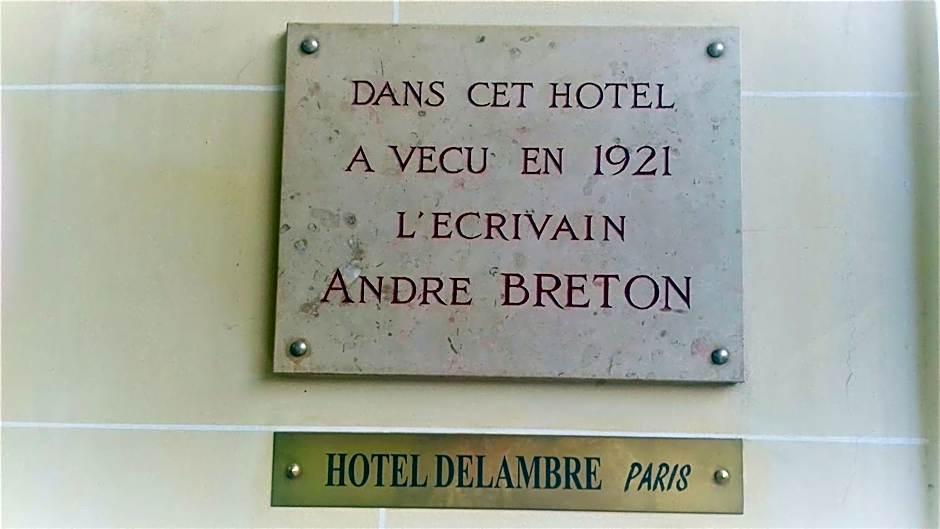 DANS CET HOTEL
A VECU EN 1921
L'ECRIVAIN
ANDRE BRETON
HOTEL DELAMBRE PARIS